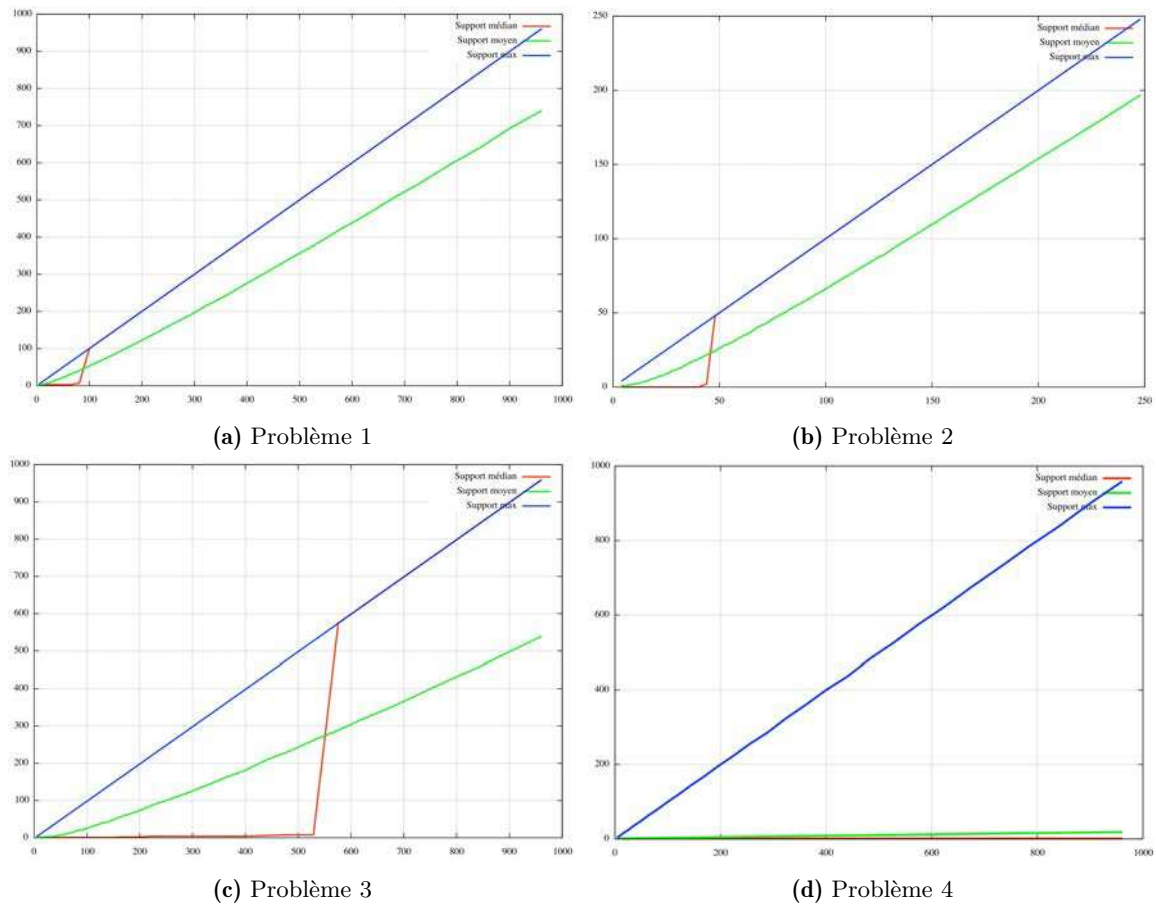 1000
900
800
700
600
500
400
300
200
100
0
0 100 200 300 400 500 600 700 800 900 1000
Support médian
Support moyen
Support max
(a) Problème 1
250
200
150
100
50
0
0 50 100 150 200 250
Support médian
Support moyen
Support max
(b) Problème 2
1000
900
800
700
600
500
400
300
200
100
0
0 100 200 300 400 500 600 700 800 900 1000
Support médian
Support moyen
Support max
(c) Problème 3
1000
800
600
400
200
0
0 200 400 600 800 1000
Support médian
Support moyen
Support max
(d) Problème 4